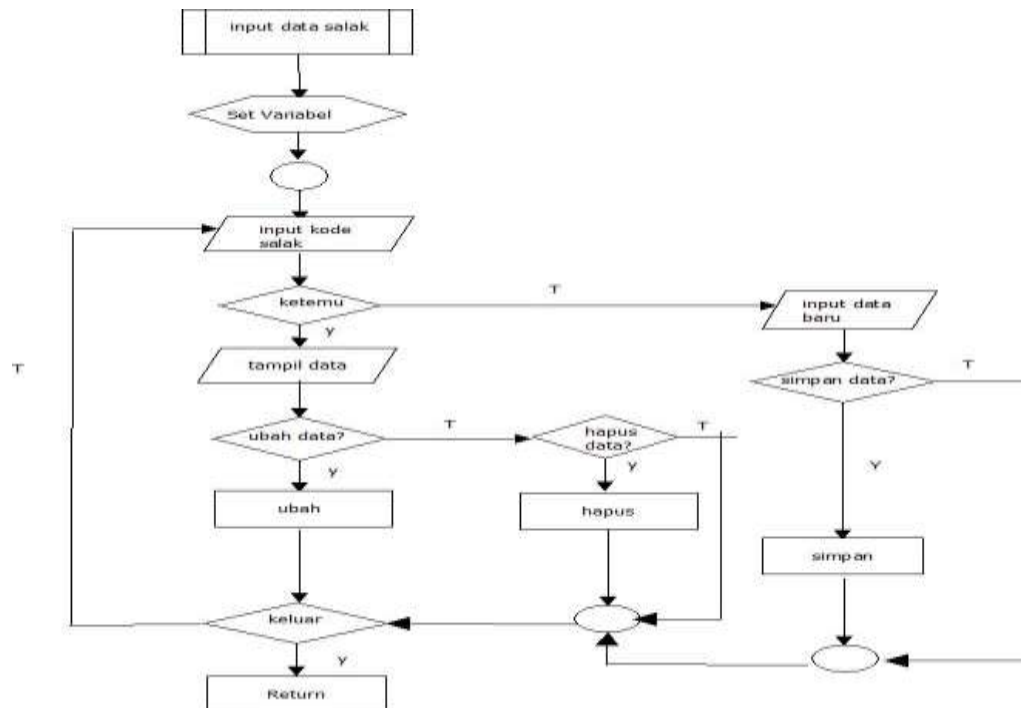 input data salak
Set Variabel
input kode
salak
T
ketemu
input data
baru
y
T
tampil data
simpan data?
T
ubah data?
T
hapus
data?
T
y
y
Y
ubah
hapus
simpan
keluar
y
Return